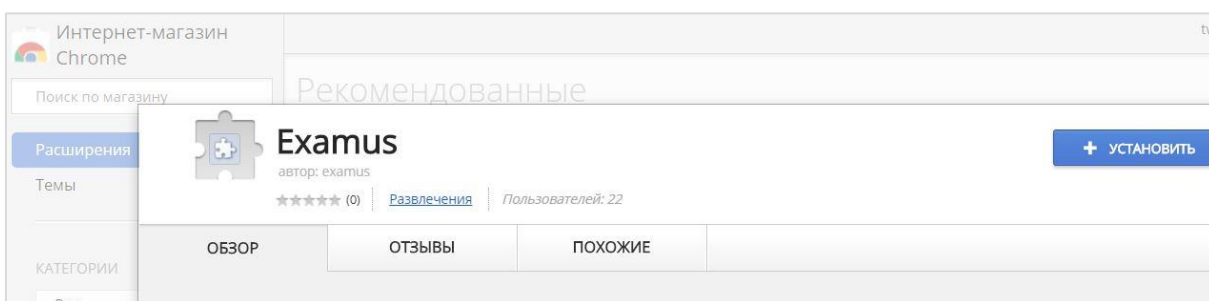 Интернет-магазин
Chrome
Поиск по магазину
Рекомендованные
Расширения
Темы
КАТЕГОРИИ
Examus
автор: examus
(0) Развлечения Пользователей: 22
+ УСТАНОВИТЬ
ОБЗОР ОТЗЫВЫ ПОХОЖИЕ